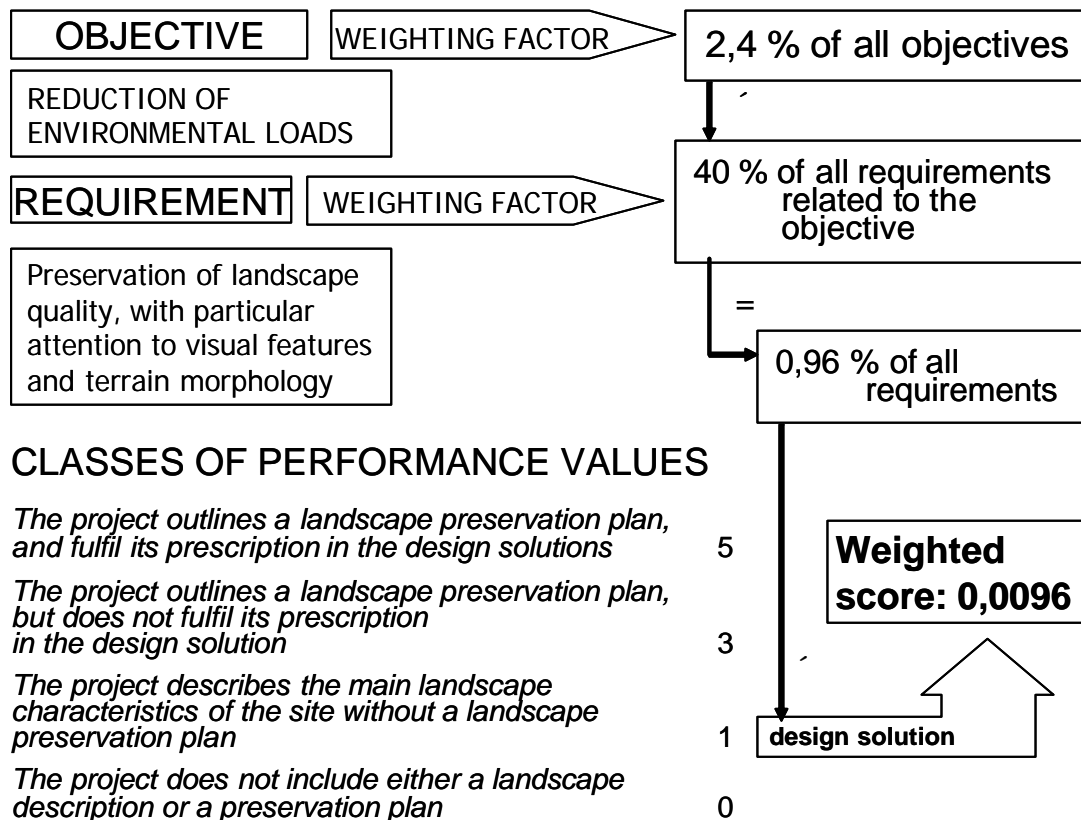 OBJECTIVE
WEIGHTING FACTOR
2,4 % of all objectives
REDUCTION OF
ENVIRONMENTAL LOADS
40 % of all requirements
related to the
objective
REQUIREMENT
WEIGHTING FACTOR
Preservation of landscape
quality, with particular
attention to visual features
and terrain morphology
=
0,96 % of all
requirements
CLASSES OF PERFORMANCE VALUES
The project outlines a landscape preservation plan,
and fulfil its prescription in the design solutions 5
The project outlines a landscape preservation plan,
but does not fulfil its prescription
in the design solution 3
The project describes the main landscape
characteristics of the site without a landscape
preservation plan 1
The project does not include either a landscape
description or a preservation plan 0
Weighted
score: 0,0096
design solution